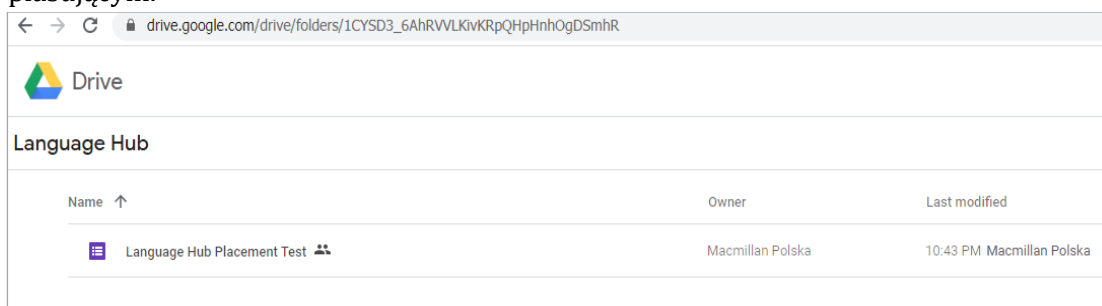 drive.google.com/drive/folders/1CYSD3_6AhRVVLKivKRpQHpHnhOgDSmhR
Drive
Language Hub
Name Owner Last modified
Language Hub Placement Test Macmillan Polska 10:43 PM Macmillan Polska